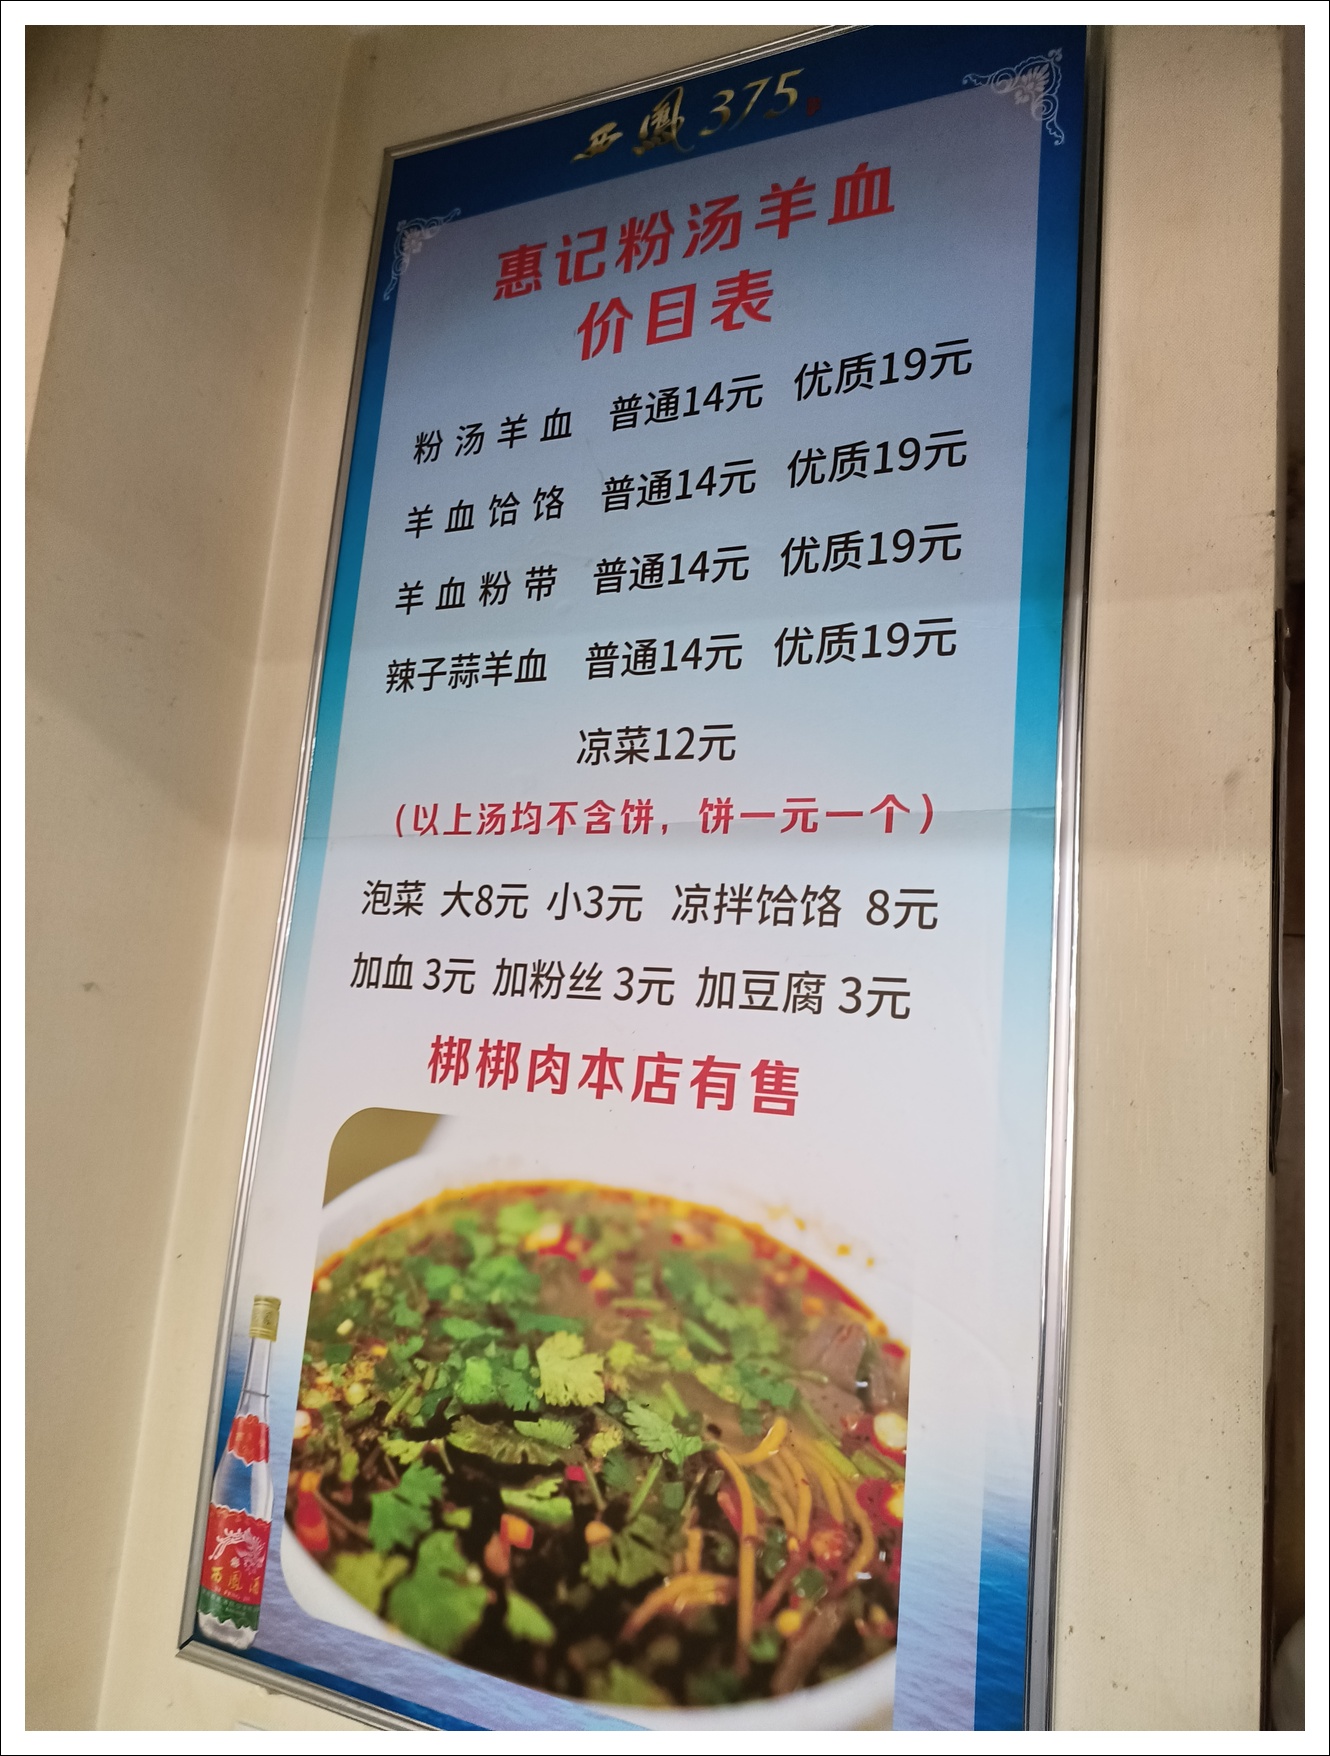 西鳳375
惠记粉汤羊血
价目表
粉汤羊血 普通14元 优质19元
羊血饸饹 普通14元 优质19元
羊血粉带 普通14元 优质19元
辣子蒜羊血 普通14元 优质19元
凉菜12元
（以上汤均不含饼，饼一元一个）
泡菜 大8元 小3元 凉拌饸饹 8元
加血 3元 加粉丝 3元 加豆腐 3元
梆梆肉本店有售
西鳳酒